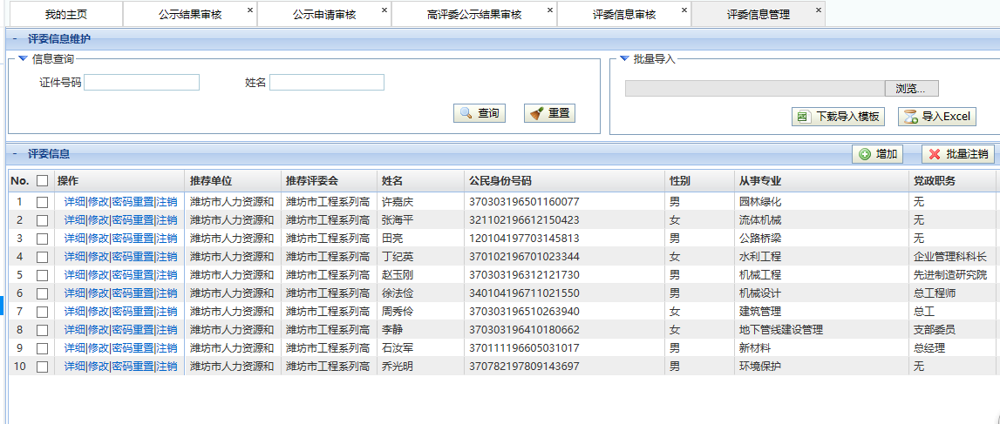 我的主页 公示结果审核 公示申请审核 高评委公示结果审核 评委信息审核 评委信息管理
- 评委信息维护
信息查询 批量导入
证件号码 姓名
浏览...
查询 重置 下载导入模板 导入Excel
- 评委信息 增加 批量注销
No. 操作 推荐单位 推荐评委会 姓名 公民身份号码 性别 从事专业 党政职务
1 详细|修改|密码重置|注销 潍坊市人力资源和 潍坊市工程系列高 许嘉庆 370303196501160077 男 园林绿化 无
2 详细|修改|密码重置|注销 潍坊市人力资源和 潍坊市工程系列高 张海平 321102196612150423 女 流体机械 无
3 详细|修改|密码重置|注销 潍坊市人力资源和 潍坊市工程系列高 田亮 120104197703145813 男 公路桥梁 无
4 详细|修改|密码重置|注销 潍坊市人力资源和 潍坊市工程系列高 丁纪英 370102196701023344 女 水利工程 企业管理科科长
5 详细|修改|密码重置|注销 潍坊市人力资源和 潍坊市工程系列高 赵玉刚 370303196312121730 男 机械工程 先进制造研究院
6 详细|修改|密码重置|注销 潍坊市人力资源和 潍坊市工程系列高 徐法俭 340104196711021550 男 机械设计 总工程师
7 详细|修改|密码重置|注销 潍坊市人力资源和 潍坊市工程系列高 周秀伶 370303196510263940 女 建筑管理 总工
8 详细|修改|密码重置|注销 潍坊市人力资源和 潍坊市工程系列高 李静 370303196410180662 女 地下管线建设管理 支部委员
9 详细|修改|密码重置|注销 潍坊市人力资源和 潍坊市工程系列高 石汝军 370111196605031017 男 新材料 总经理
10 详细|修改|密码重置|注销 潍坊市人力资源和 潍坊市工程系列高 乔光明 370782197809143697 男 环境保护 无